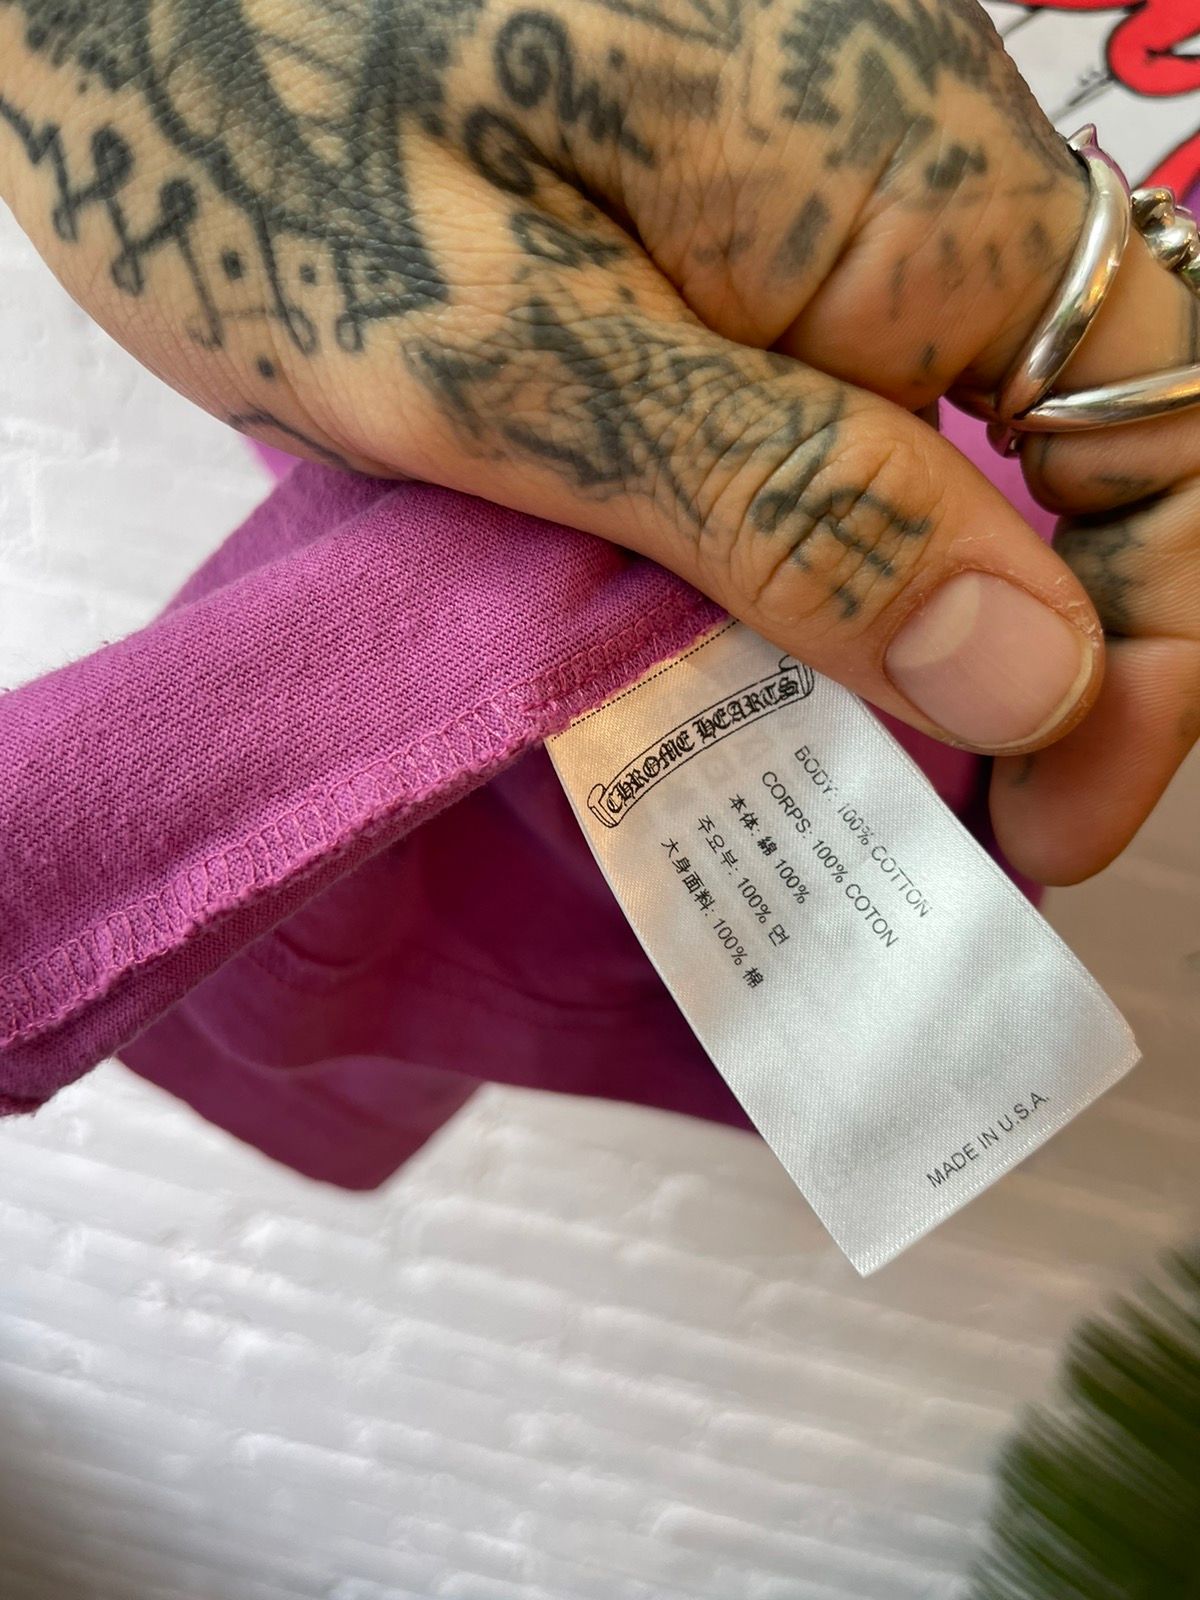 CHROME HEARTS
BODY: 100% COTTON
CORPS: 100% COTON
本体: 綿 100%
주요부: 100% 면
大身面料: 100% 棉
MADE IN U.S.A.